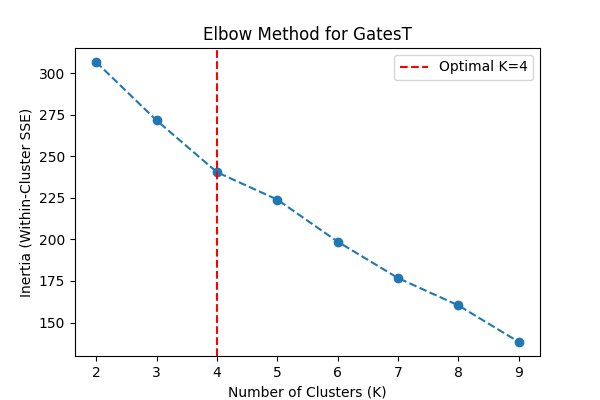 Elbow Method for GatesT
Optimal K=4
Inertia (Within-Cluster SSE)
300
275
250
225
200
175
150
2 3 4 5 6 7 8 9
Number of Clusters (K)